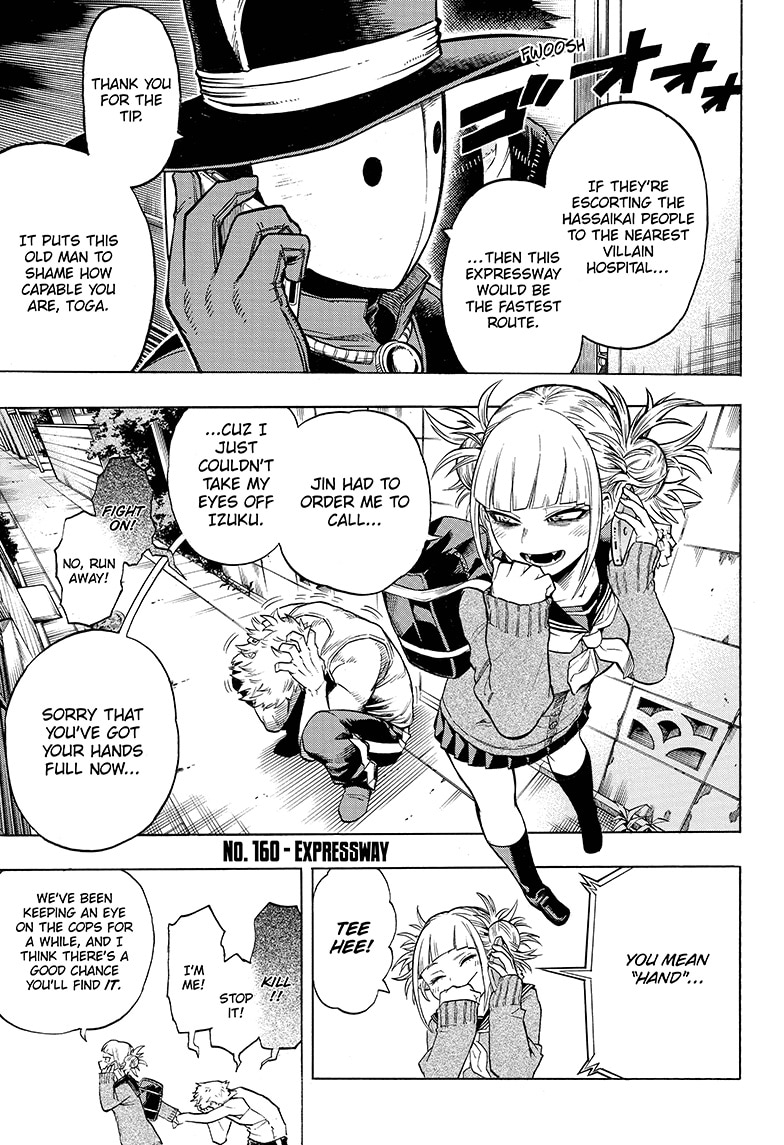 FWOOSH
ゴオオオッ
IF THEY'RE
ESCORTING THE
HASSAIKAI PEOPLE
TO THE NEAREST
VILLAIN
HOSPITAL...
...THEN THIS
EXPRESSWAY
WOULD BE
THE FASTEST
ROUTE.
THANK YOU
FOR THE
TIP.
IT PUTS THIS
OLD MAN TO
SHAME HOW
CAPABLE YOU
ARE, TOGA.
JIN HAD TO
ORDER ME TO
CALL...
...CUZ I
JUST
COULDN'T
TAKE MY
EYES OFF
IZUKU.
FIGHT
ON!
NO, RUN
AWAY!
SORRY THAT
YOU'VE GOT
YOUR HANDS
FULL NOW...
NO. 160 - EXPRESSWAY
YOU MEAN
"HAND"...
TEE
HEE!
KILL
!!
STOP
IT!
I'M
ME!
WE'VE BEEN
KEEPING AN EYE
ON THE COPS FOR
A WHILE, AND I
THINK THERE'S A
GOOD CHANCE
YOU'LL FIND IT.